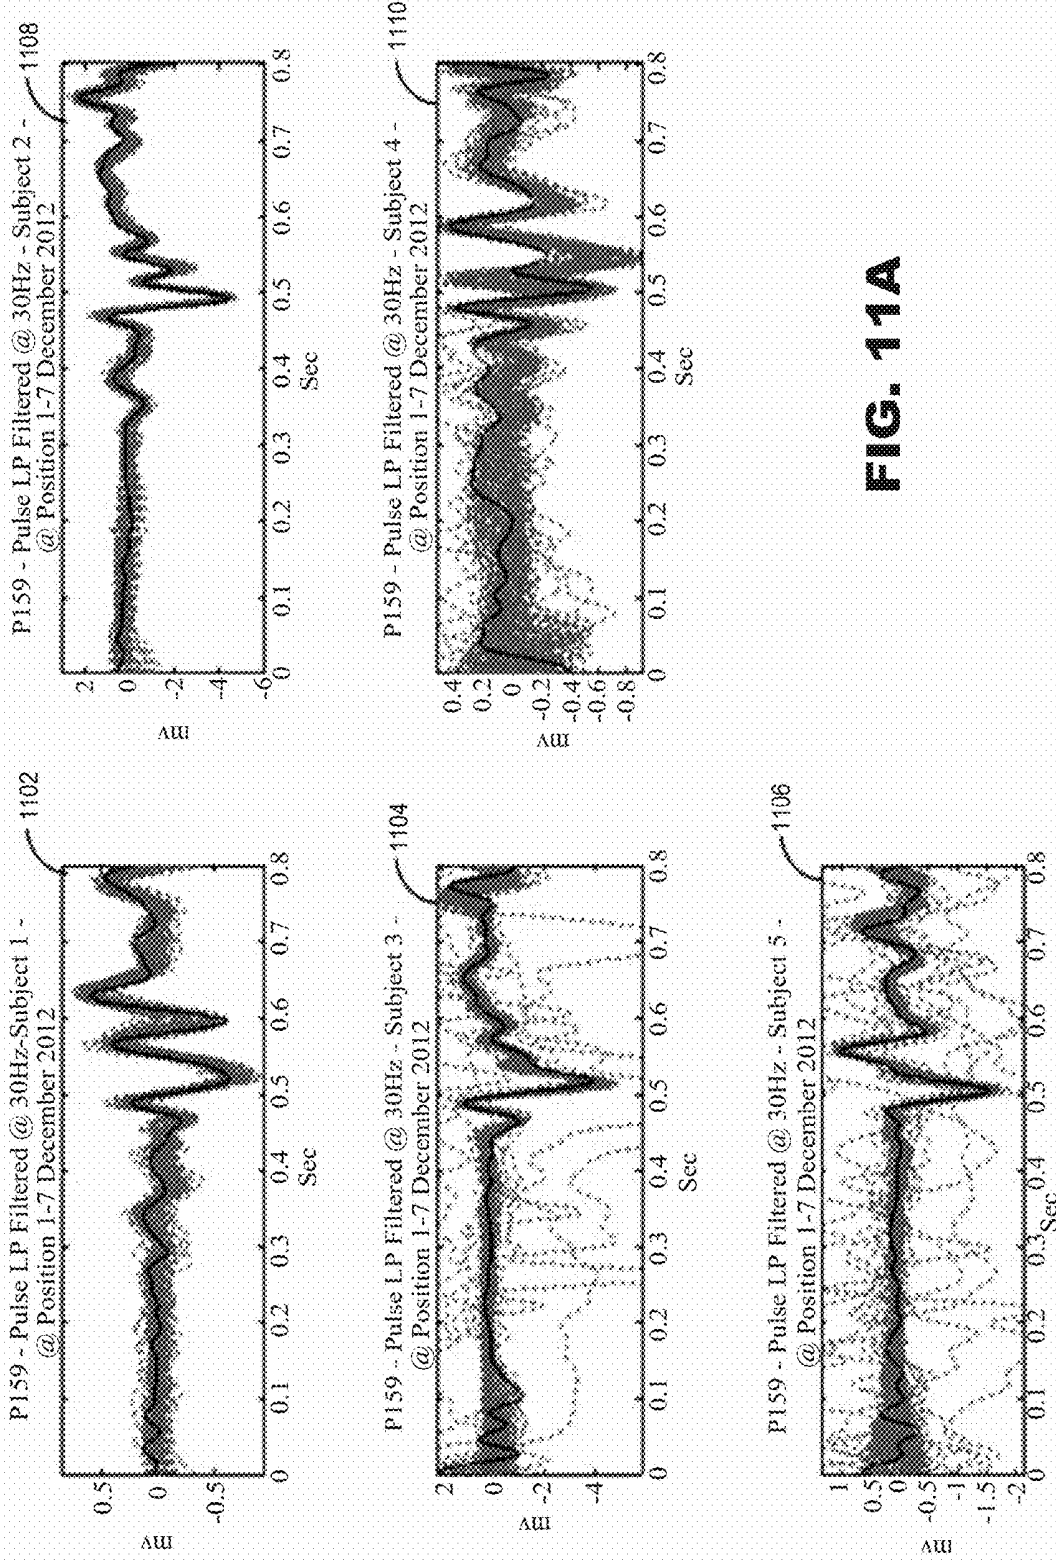 P159 - Pulse LP Filtered @ 30Hz-Subject 1 -
@ Position 1-7 December 2012
1102
mv
0.5
0
-0.5
0 0.1 0.2 0.3 0.4 0.5 0.6 0.7 0.8
Sec
P159 - Pulse LP Filtered @ 30Hz - Subject 2 -
@ Position 1-7 December 2012
1108
mv
2
0
-2
-4
-6
0 0.1 0.2 0.3 0.4 0.5 0.6 0.7 0.8
Sec
P159 - Pulse LP Filtered @ 30Hz - Subject 3 -
@ Position 1-7 December 2012
1104
mv
2
0
-2
-4
0 0.1 0.2 0.3 0.4 0.5 0.6 0.7 0.8
Sec
P159 - Pulse LP Filtered @ 30Hz - Subject 4 -
@ Position 1-7 December 2012
1110
mv
0.4
0.2
0
-0.2
-0.4
-0.6
-0.8
0 0.1 0.2 0.3 0.4 0.5 0.6 0.7 0.8
Sec
P159 - Pulse LP Filtered @ 30Hz - Subject 5 -
@ Position 1-7 December 2012
1106
mv
1
0.5
0
-0.5
-1
-1.5
-2
0 0.1 0.2 0.3 0.4 0.5 0.6 0.7 0.8
Sec
FIG. 11A